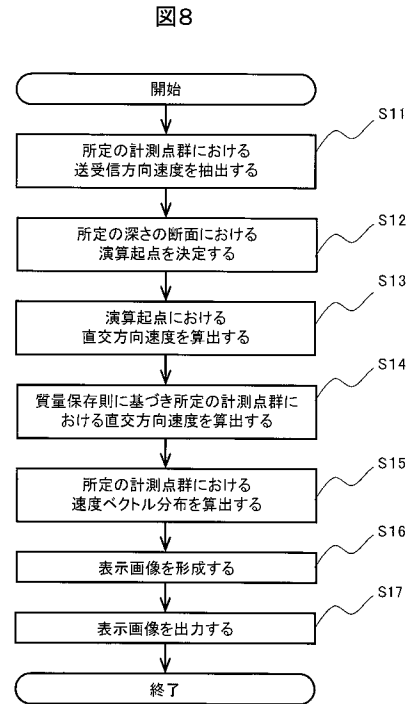 図8
開始
S11
所定の計測点群における
送受信方向速度を抽出する
S12
所定の深さの断面における
演算起点を決定する
S13
演算起点における
直交方向速度を算出する
S14
質量保存則に基づき所定の計測点群に
おける直交方向速度を算出する
S15
所定の計測点群における
速度ベクトル分布を算出する
S16
表示画像を形成する
S17
表示画像を出力する
終了